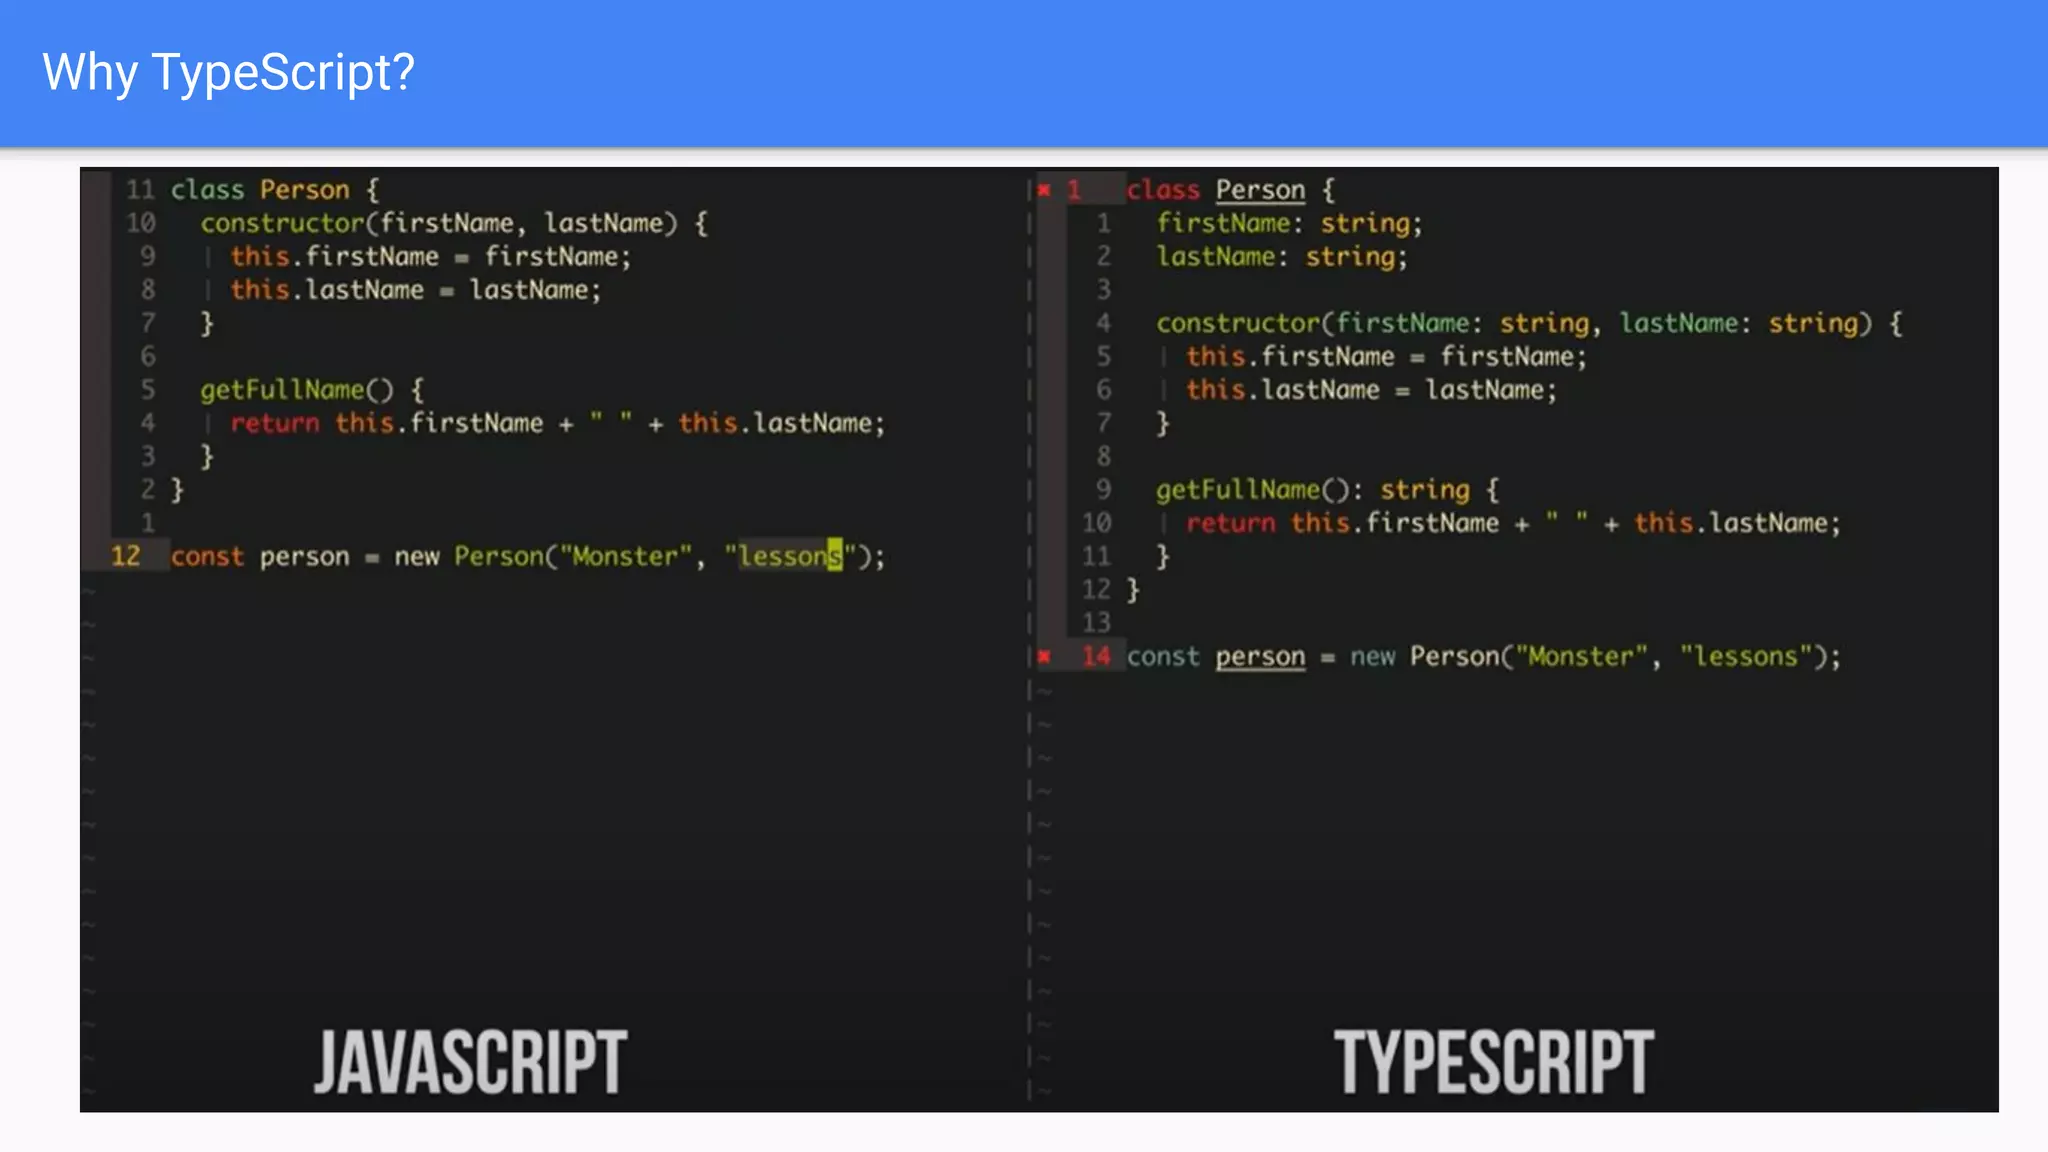 Why TypeScript?
11 class Person {
10 constructor(firstName, lastName) {
9 this.firstName = firstName;
8 this.lastName = lastName;
7 }
6
5 getFullName() {
4 return this.firstName + " " + this.lastName;
3 }
2 }
1
12 const person = new Person("Monster", "lessons");
JAVASCRIPT
✖ 1 class Person {
1 firstName: string;
2 lastName: string;
3
4 constructor(firstName: string, lastName: string) {
5 this.firstName = firstName;
6 this.lastName = lastName;
7 }
8
9 getFullName(): string {
10 return this.firstName + " " + this.lastName;
11 }
12 }
13
✖ 14 const person = new Person("Monster", "lessons");
TYPESCRIPT